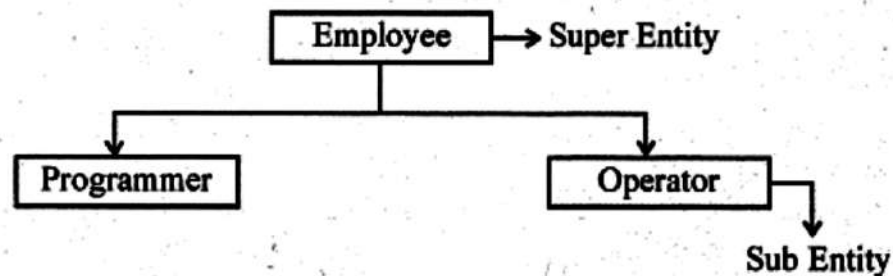 Employee
Super Entity
Programmer
Operator
Sub Entity